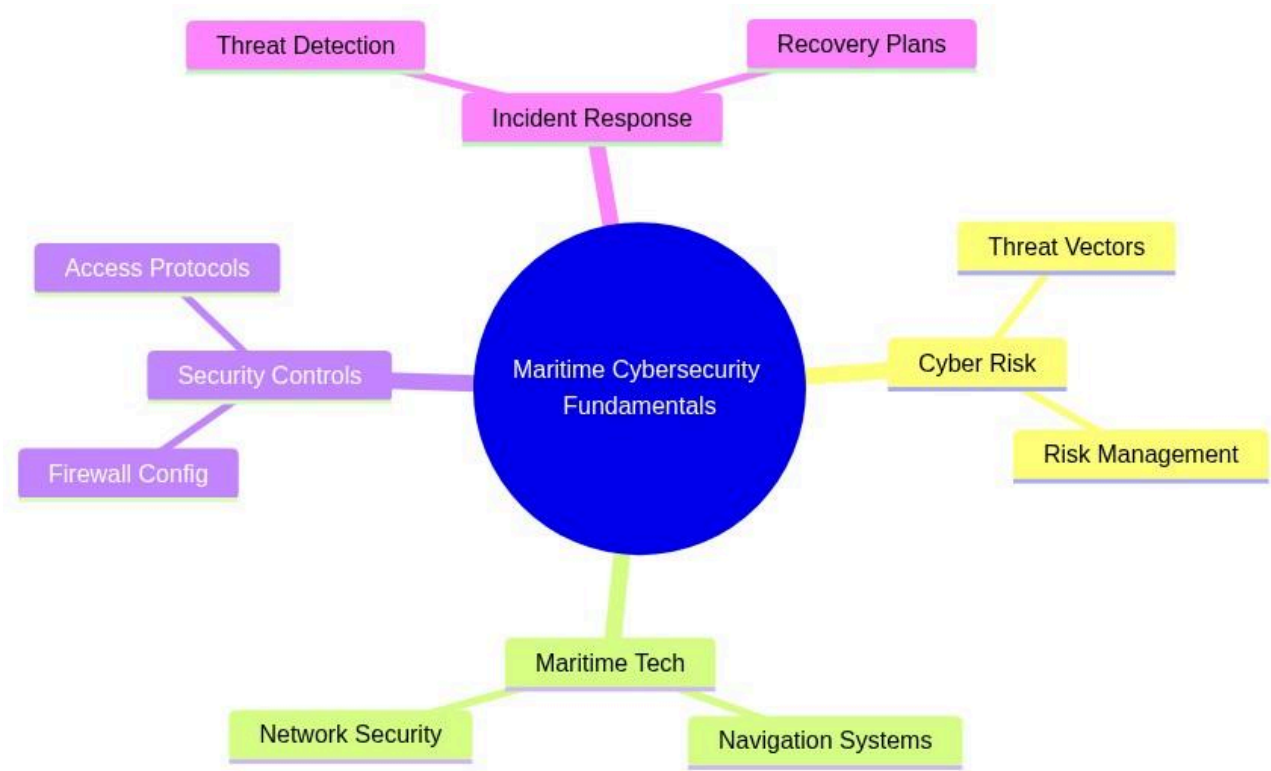 Threat Detection
Recovery Plans
Incident Response
Threat Vectors
Access Protocols
Cyber Risk
Security Controls
Maritime Cybersecurity
Fundamentals
Risk Management
Firewall Config
Maritime Tech
Network Security
Navigation Systems